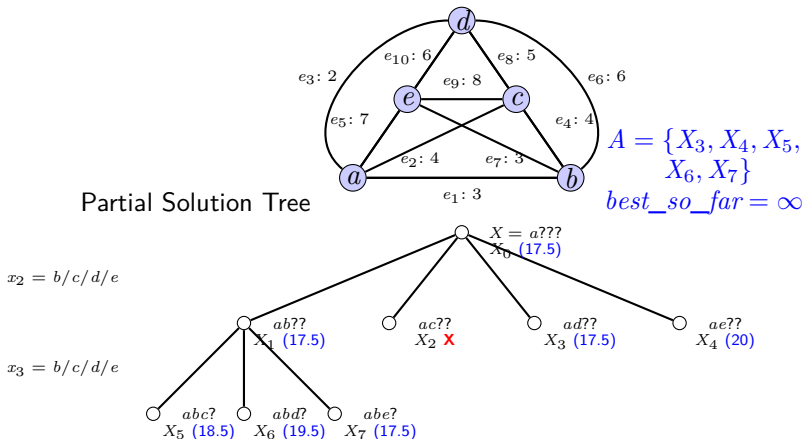 d
e₁₀: 6
e₈: 5
e₃: 2
e₉: 8
e₆: 6
e
c
e₅: 7
e₄: 4
e₂: 4
e₇: 3
a
b
e₁: 3
A = {X₃, X₄, X₅,
X₆, X₇}
best_so_far = ∞
Partial Solution Tree
X = a???
X₀ (17.5)
x₂ = b/c/d/e
ab??
X₁ (17.5)
ac??
X₂ X
ad??
X₃ (17.5)
ae??
X₄ (20)
x₃ = b/c/d/e
abc?
X₅ (18.5)
abd?
X₆ (19.5)
abe?
X₇ (17.5)